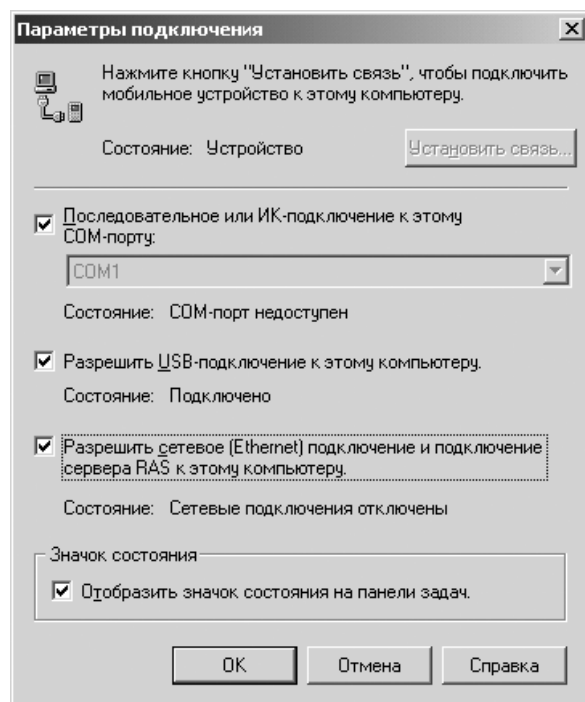 Параметры подключения
Нажмите кнопку "Установить связь", чтобы подключить
мобильное устройство к этому компьютеру.
Состояние: Устройство
Установить связь...
Последовательное или ИК-подключение к этому
COM-порту:
COM1
Состояние: COM-порт недоступен
Разрешить USB-подключение к этому компьютеру.
Состояние: Подключено
Разрешить сетевое (Ethernet) подключение и подключение
сервера RAS к этому компьютеру.
Состояние: Сетевые подключения отключены
Значок состояния
Отобразить значок состояния на панели задач.
OK
Отмена
Справка